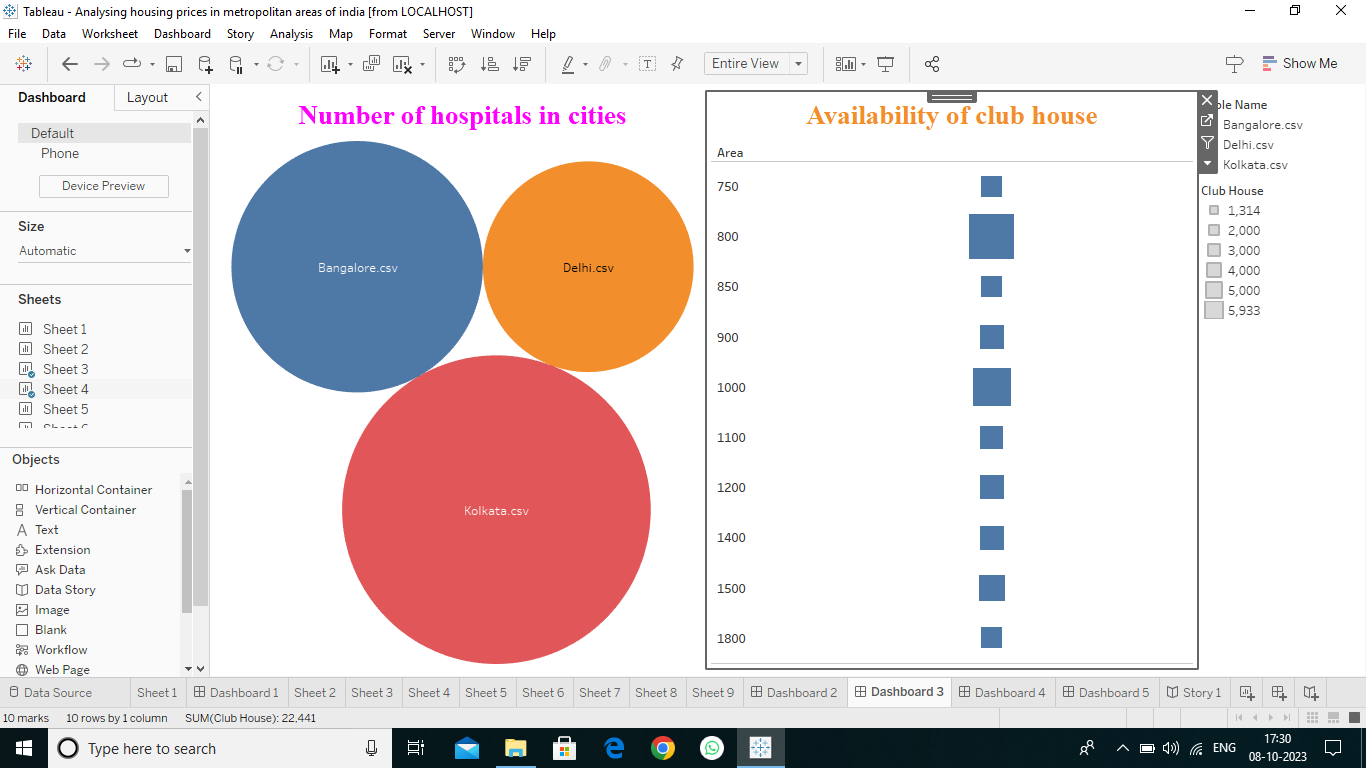 Tableau - Analysing housing prices in metropolitan areas of india [from LOCALHOST]
File Data Worksheet Dashboard Story Analysis Map Format Server Window Help
Entire View
Show Me
Dashboard Layout
Default
Phone
Device Preview
Size
Automatic
Sheets
Sheet 1
Sheet 2
Sheet 3
Sheet 4
Sheet 5
Objects
Horizontal Container
Vertical Container
Text
Extension
Ask Data
Data Story
Image
Blank
Workflow
Web Page
Number of hospitals in cities
Bangalore.csv
Delhi.csv
Kolkata.csv
Availability of club house
Area
750
800
850
900
1000
1100
1200
1400
1500
1800
Name
Bangalore.csv
Delhi.csv
Kolkata.csv
Club House
1,314
2,000
3,000
4,000
5,000
5,933
Data Source Sheet 1 Dashboard 1 Sheet 2 Sheet 3 Sheet 4 Sheet 5 Sheet 6 Sheet 7 Sheet 8 Sheet 9 Dashboard 2 Dashboard 3 Dashboard 4 Dashboard 5 Story 1
10 marks 10 rows by 1 column SUM(Club House): 22,441
Type here to search
ENG
17:30
08-10-2023